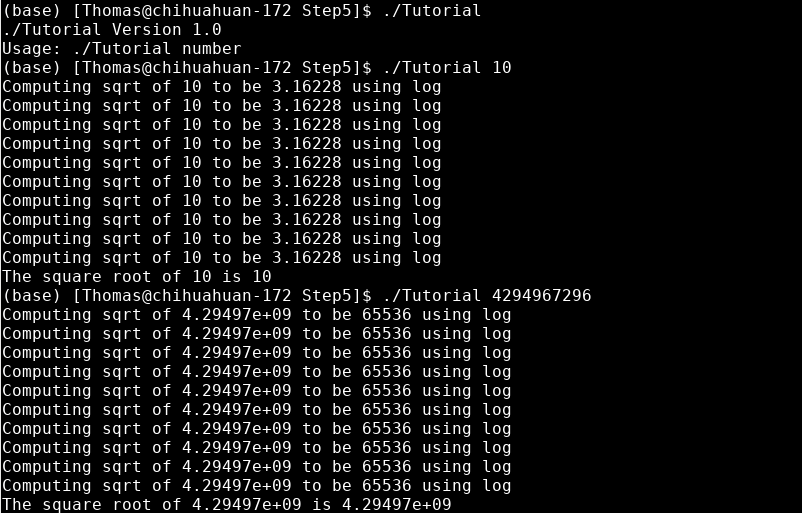 (base) [Thomas@chihuahuan-172 Step5]$ ./Tutorial
./Tutorial Version 1.0
Usage: ./Tutorial number
(base) [Thomas@chihuahuan-172 Step5]$ ./Tutorial 10
Computing sqrt of 10 to be 3.16228 using log
Computing sqrt of 10 to be 3.16228 using log
Computing sqrt of 10 to be 3.16228 using log
Computing sqrt of 10 to be 3.16228 using log
Computing sqrt of 10 to be 3.16228 using log
Computing sqrt of 10 to be 3.16228 using log
Computing sqrt of 10 to be 3.16228 using log
Computing sqrt of 10 to be 3.16228 using log
Computing sqrt of 10 to be 3.16228 using log
Computing sqrt of 10 to be 3.16228 using log
The square root of 10 is 10
(base) [Thomas@chihuahuan-172 Step5]$ ./Tutorial 4294967296
Computing sqrt of 4.29497e+09 to be 65536 using log
Computing sqrt of 4.29497e+09 to be 65536 using log
Computing sqrt of 4.29497e+09 to be 65536 using log
Computing sqrt of 4.29497e+09 to be 65536 using log
Computing sqrt of 4.29497e+09 to be 65536 using log
Computing sqrt of 4.29497e+09 to be 65536 using log
Computing sqrt of 4.29497e+09 to be 65536 using log
Computing sqrt of 4.29497e+09 to be 65536 using log
Computing sqrt of 4.29497e+09 to be 65536 using log
Computing sqrt of 4.29497e+09 to be 65536 using log
The square root of 4.29497e+09 is 4.29497e+09